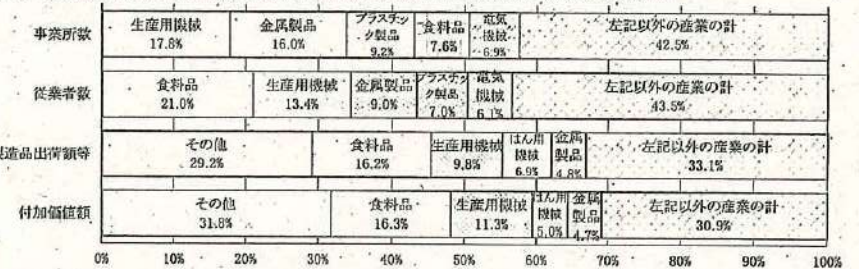 事業所数
生産用機械
17.8%
金属製品
16.0%
プラスチッ
ク製品
9.2%
食料品
7.6%
電気
機械
6.9%
左記以外の産業の計
42.5%
従業者数
食料品
21.0%
生産用機械
13.4%
金属製品
9.0%
プラスチッ
ク製品
7.0%
電気
機械
6.1%
左記以外の産業の計
43.5%
製造品出荷額等
その他
29.2%
食料品
16.2%
生産用機械
9.8%
はん用
機械
6.9%
金属
製品
4.8%
左記以外の産業の計
33.1%
付加価値額
その他
31.8%
食料品
16.3%
生産用機械
11.3%
はん用
機械
5.0%
金属
製品
4.7%
左記以外の産業の計
30.9%
0% 10% 20% 30% 40% 50% 60% 70% 80% 90% 100%